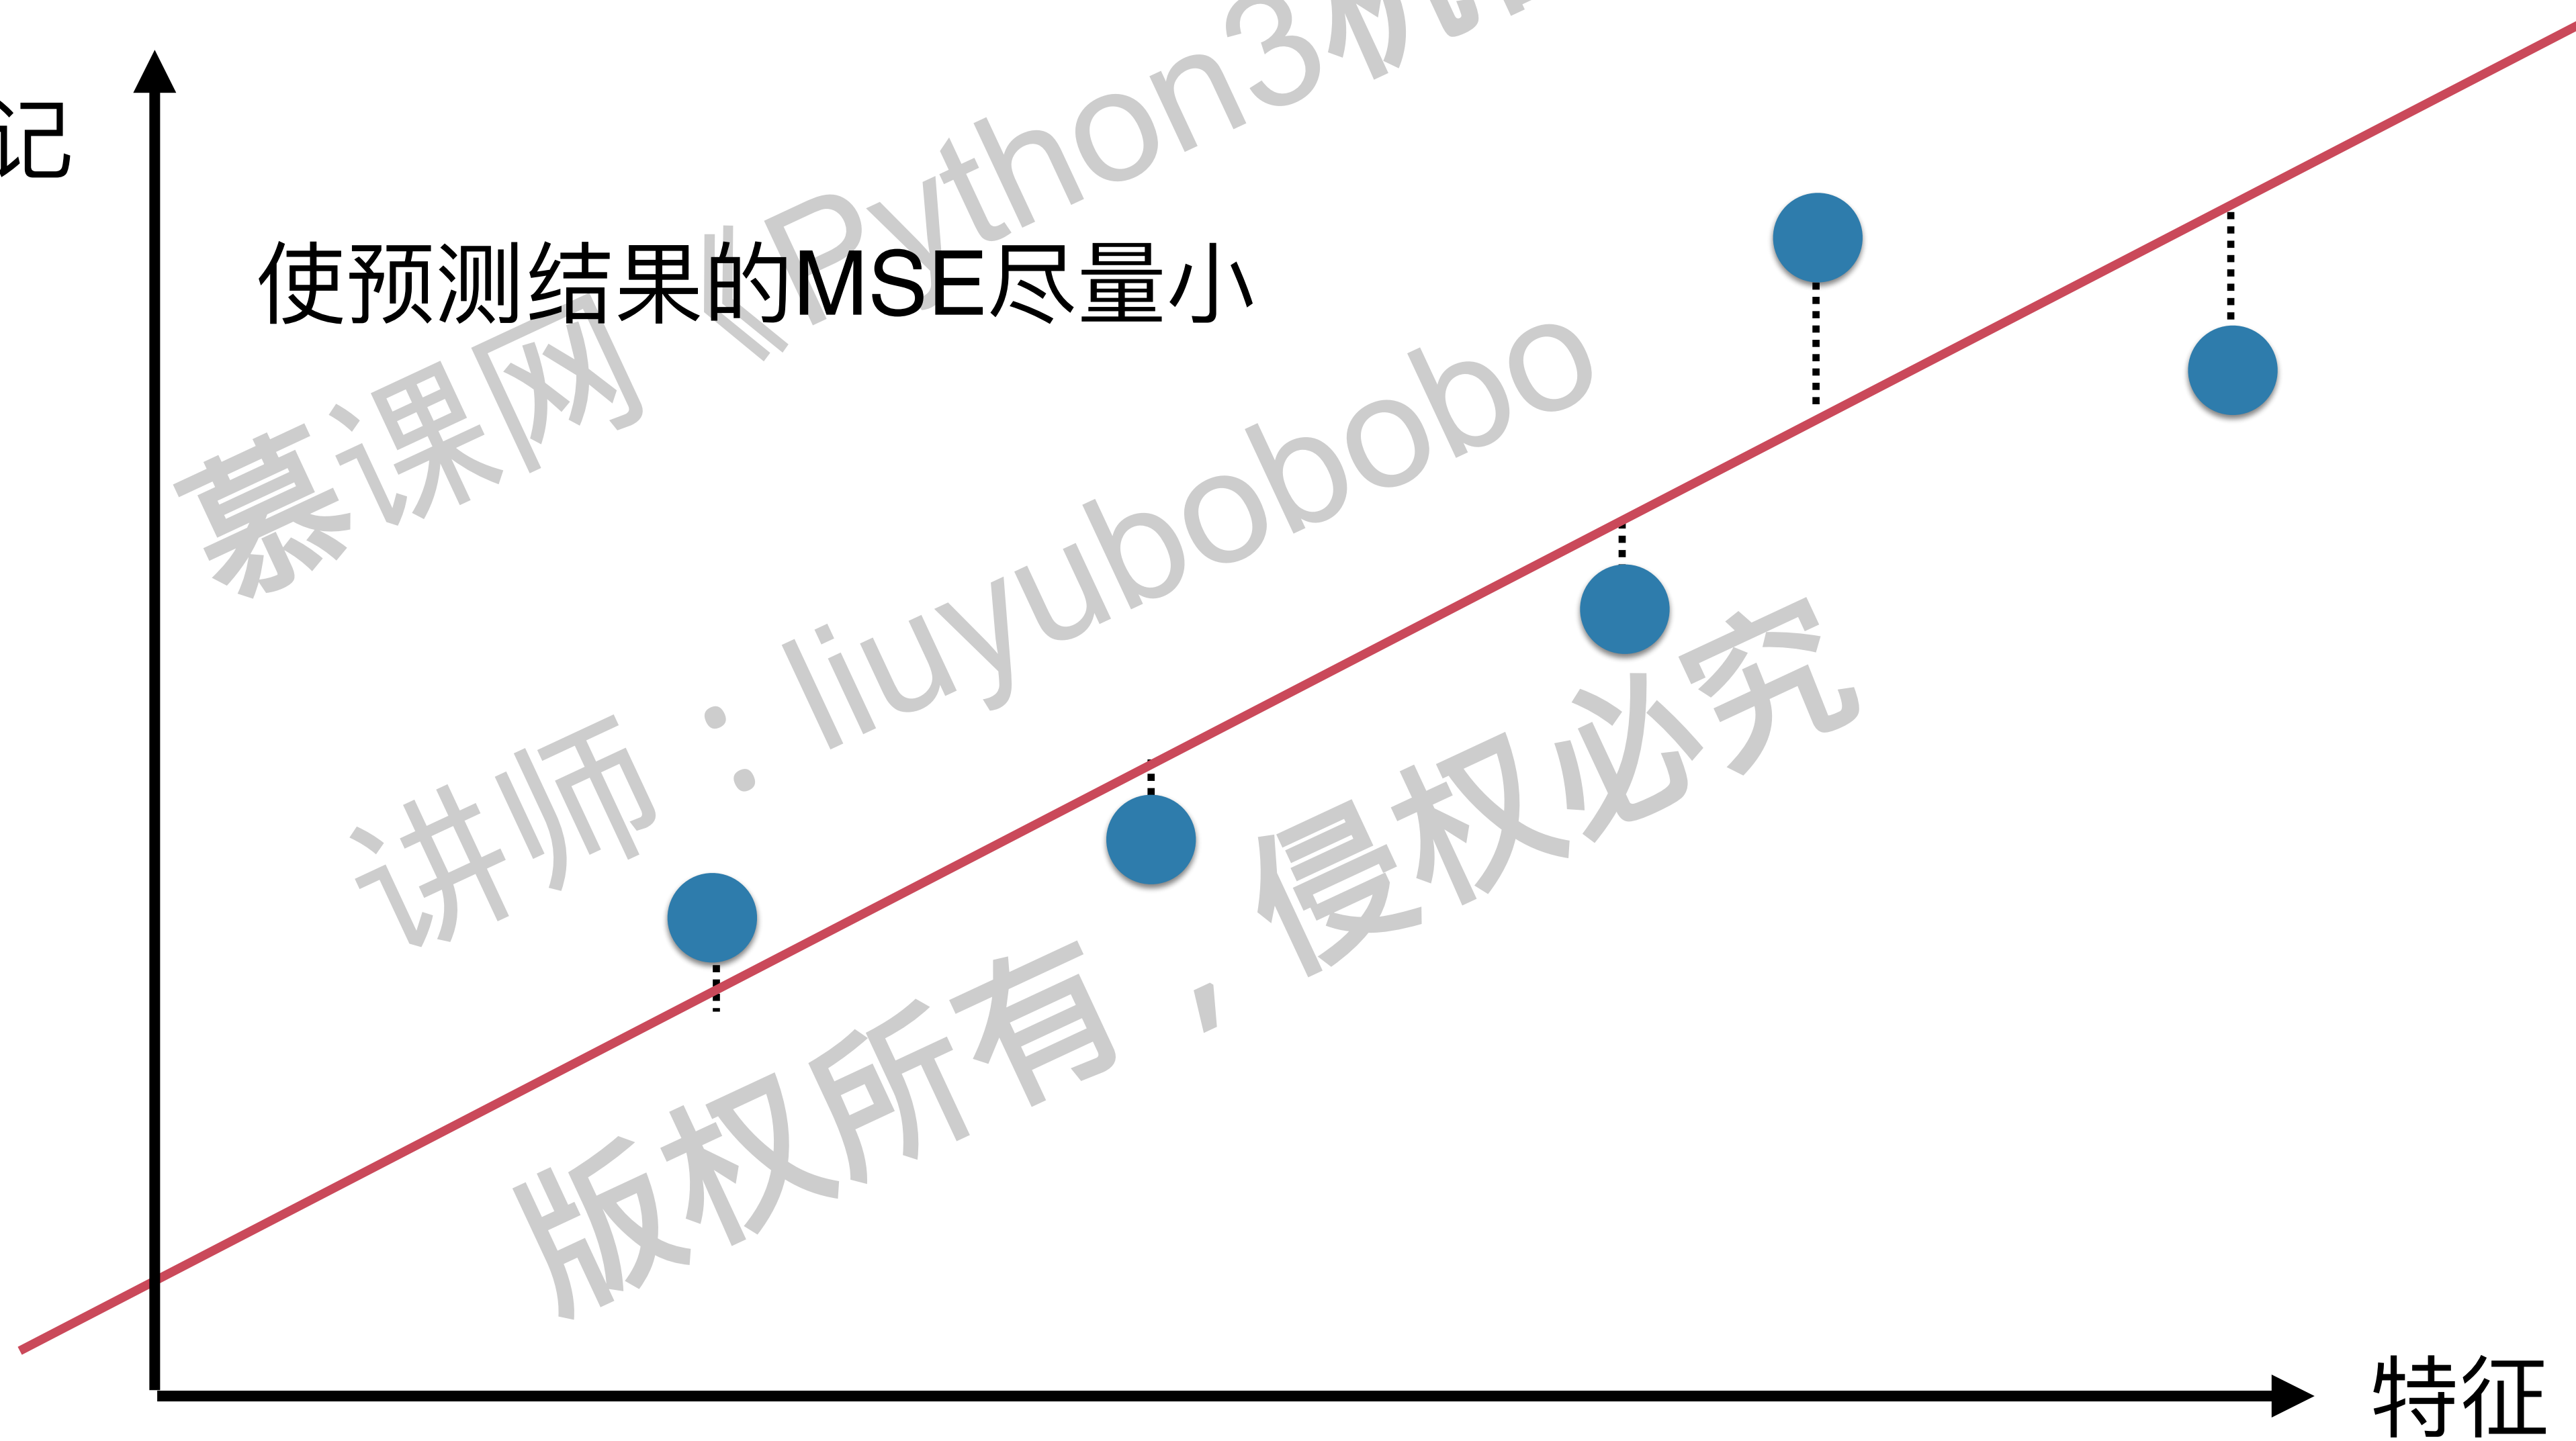 记
使预测结果的MSE尽量小
慕课网《Python3机
讲师：liuyubobobo
版权所有，侵权必究
特征